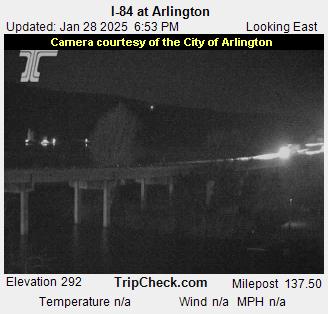 I-84 at Arlington
Updated: Jan 28 2025 6:53 PM Looking East
Camera courtesy of the City of Arlington
Elevation 292 TripCheck.com Milepost 137.50
Temperature n/a Wind n/a MPH n/a